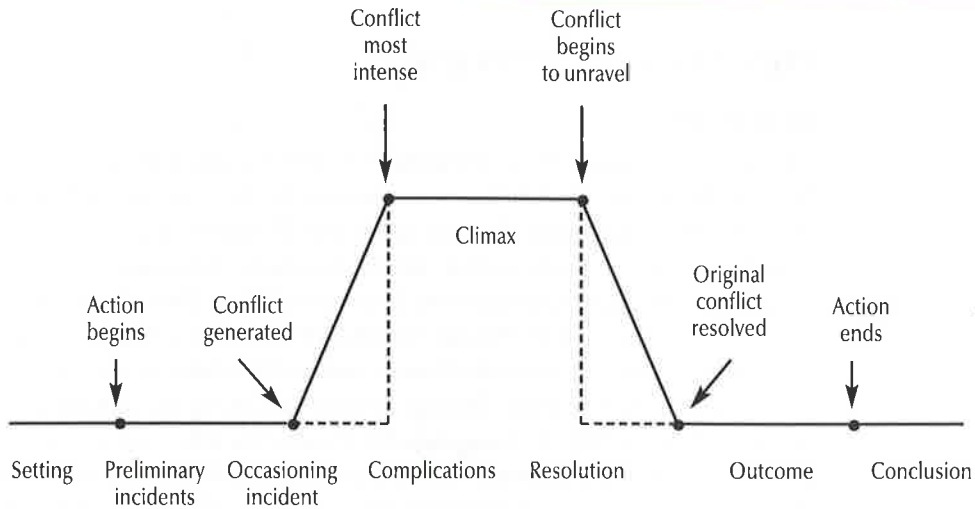 Conflict
most
intense
Conflict
begins
to unravel
Climax
Action
begins
Conflict
generated
Original
conflict
resolved
Action
ends
Setting
Preliminary
incidents
Occasioning
incident
Complications
Resolution
Outcome
Conclusion